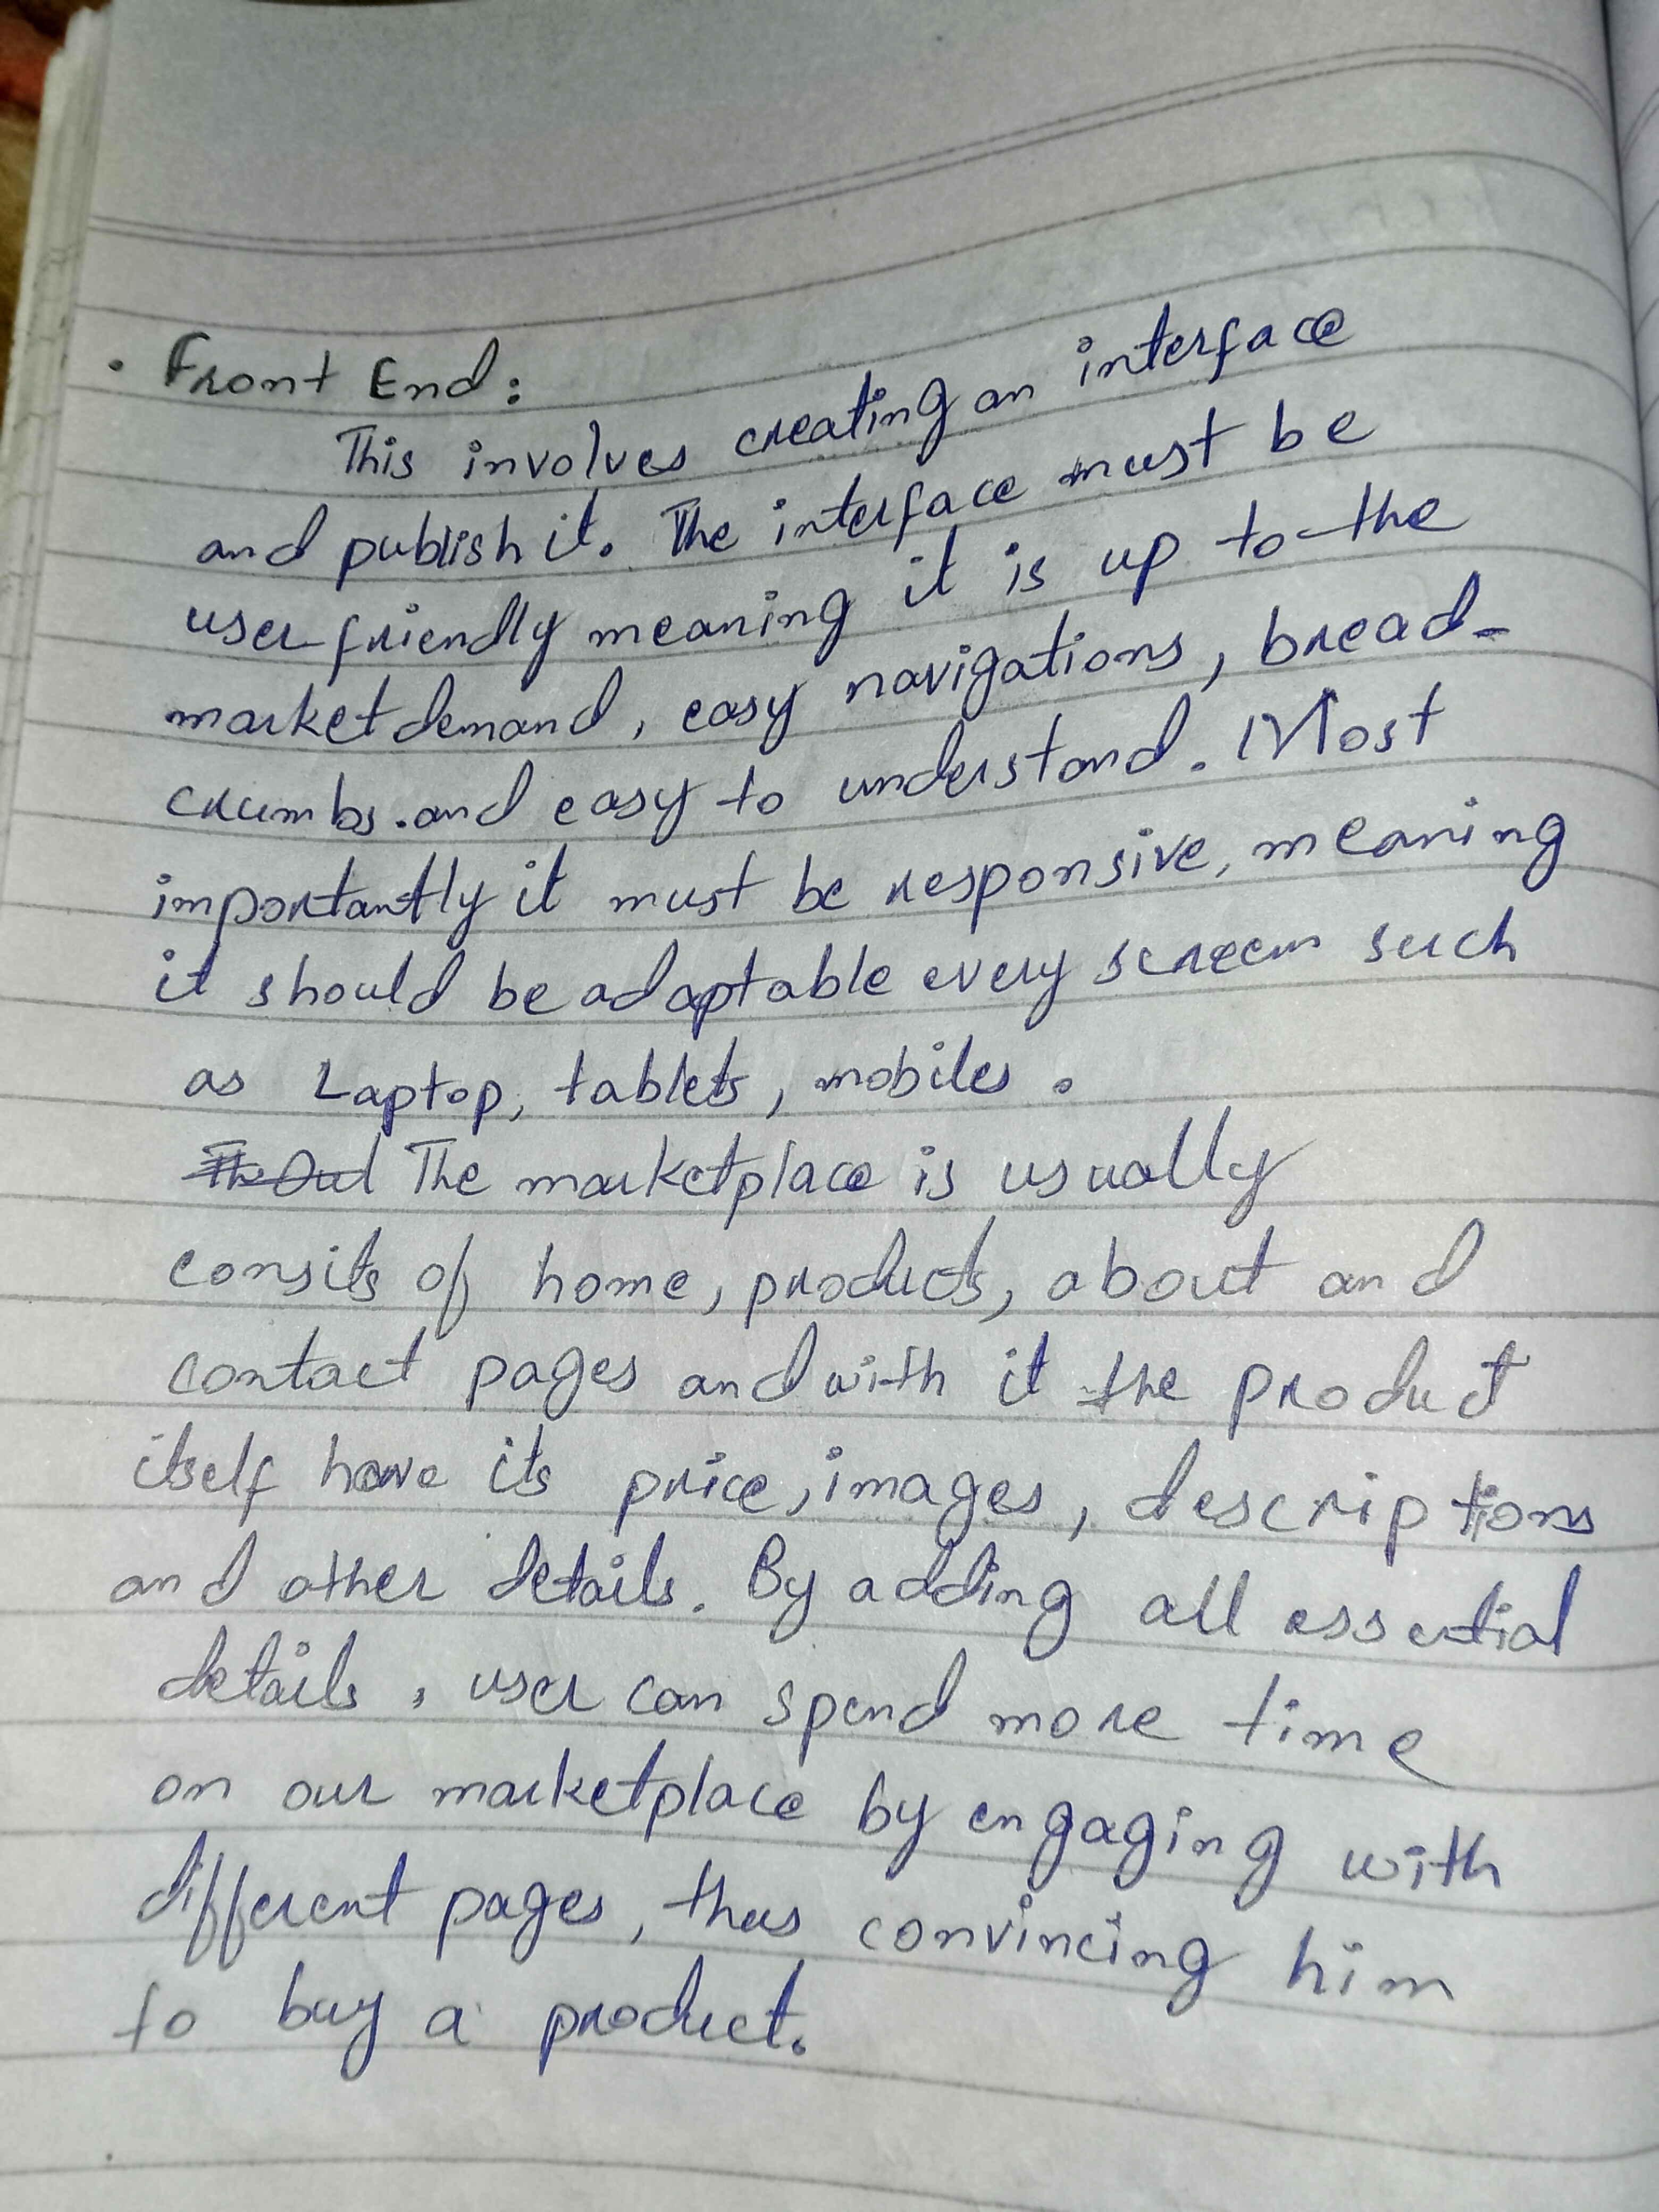 • Front End:
This involves creating an interface
and publish it. The interface must be
user friendly meaning it is up to the
market demand, easy navigations, bread-
crumbs. and easy to understand. Most
importantly it must be responsive, meaning
it should be adaptable every screen such
as Laptop, tablets, mobiles.
The marketplace is usually
consits of home, products, about and
contact pages and with it the product
itself have its price, images, descriptions
and other details. By adding all essential
details, user can spend more time
on our marketplace by engaging with
different pages, thus convincing him
to buy a product.